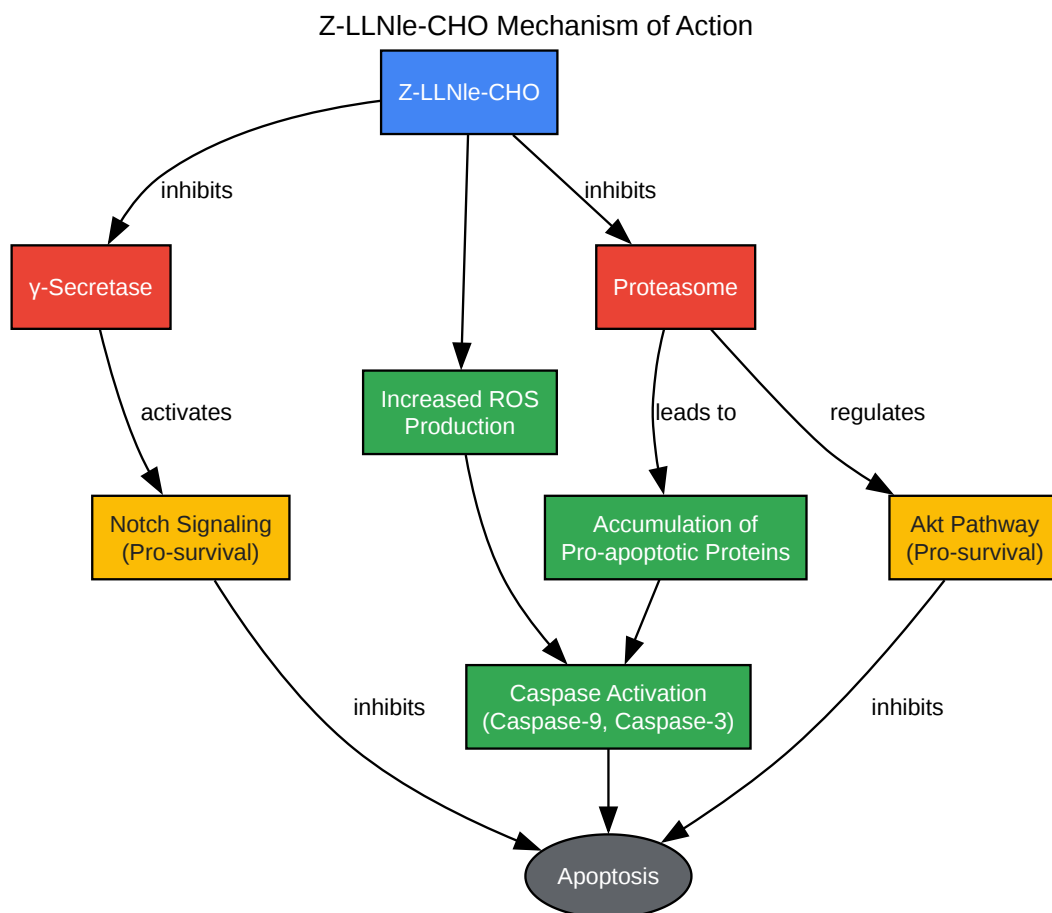 Z-LLNle-CHO Mechanism of Action
Z-LLNle-CHO
inhibits
inhibits
γ-Secretase
Proteasome
activates
Increased ROS
Production
leads to
regulates
Notch Signaling
(Pro-survival)
Accumulation of
Pro-apoptotic Proteins
Akt Pathway
(Pro-survival)
inhibits
Caspase Activation
(Caspase-9, Caspase-3)
inhibits
Apoptosis